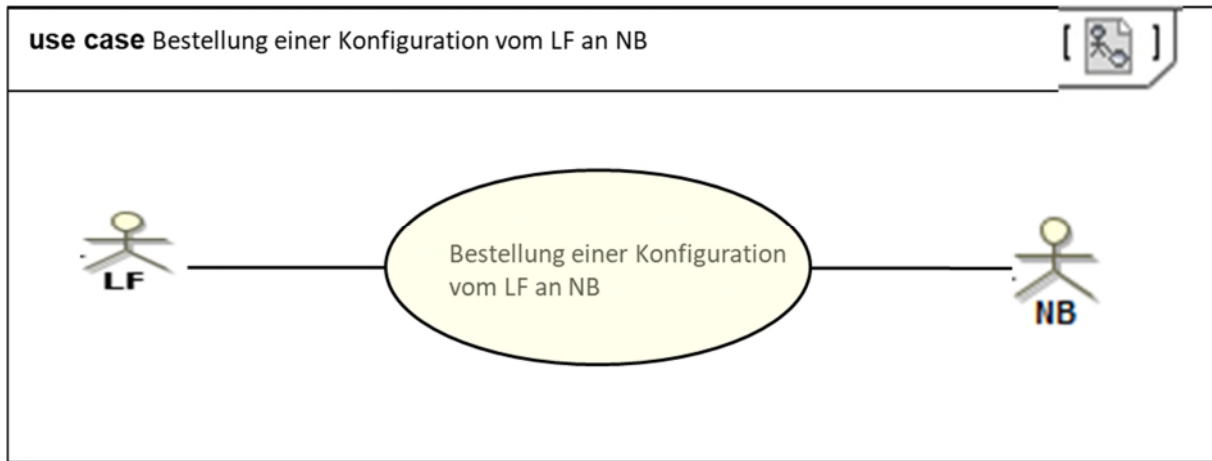 use case Bestellung einer Konfiguration vom LF an NB
[ ]
Bestellung einer Konfiguration
vom LF an NB
LF
NB